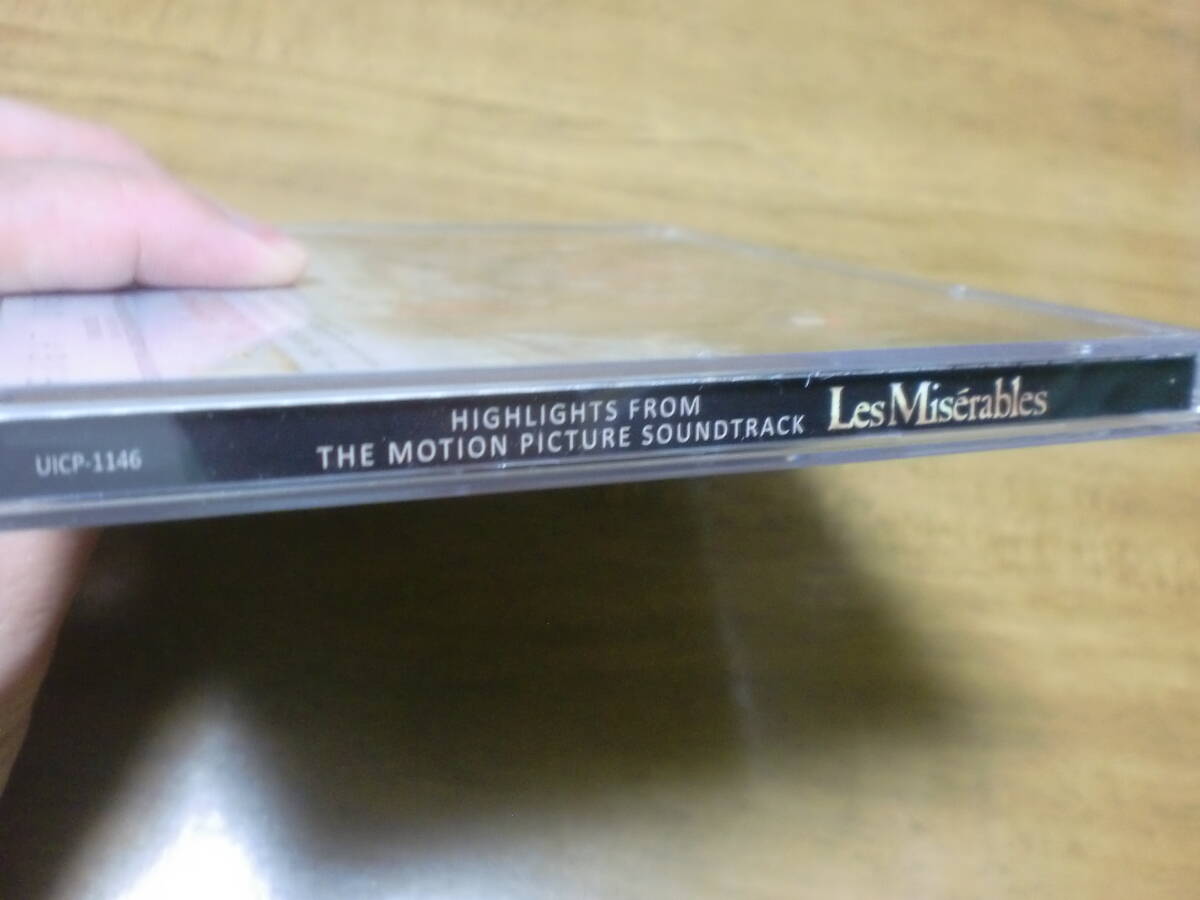 UICP-1146
HIGHLIGHTS FROM
THE MOTION PICTURE SOUNDTRACK
Les Misérables